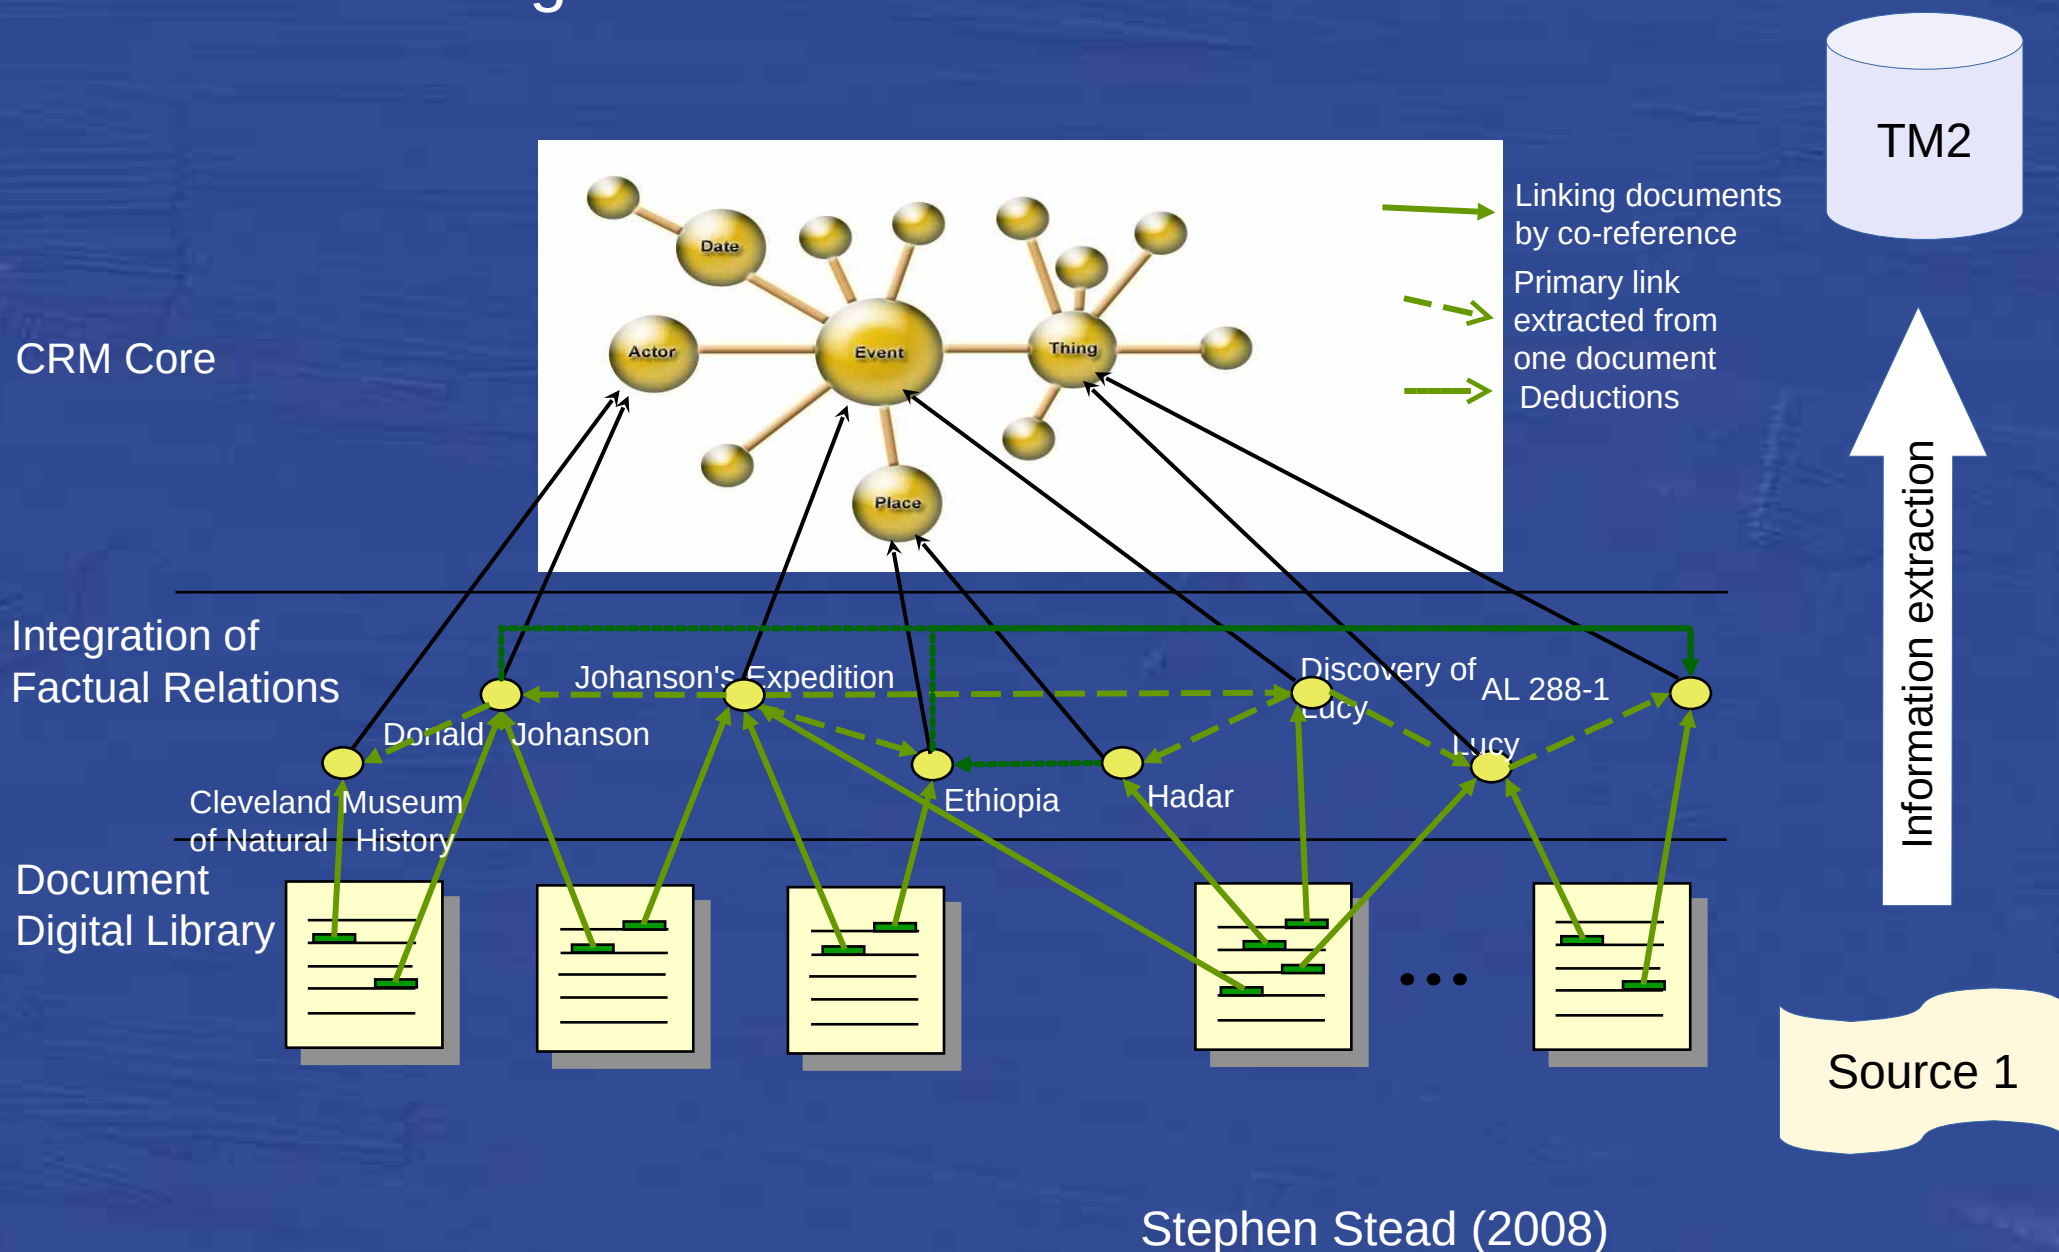 TM2
Linking documents
by co-reference
Primary link
extracted from
one document
Deductions
Date
Actor
Event
Thing
Place
CRM Core
Information extraction
Integration of
Factual Relations
Johanson's Expedition
Discovery of
Lucy
AL 288-1
Donald Johanson
Lucy
Cleveland Museum
of Natural History
Ethiopia
Hadar
Document
Digital Library
...
Source 1
Stephen Stead (2008)